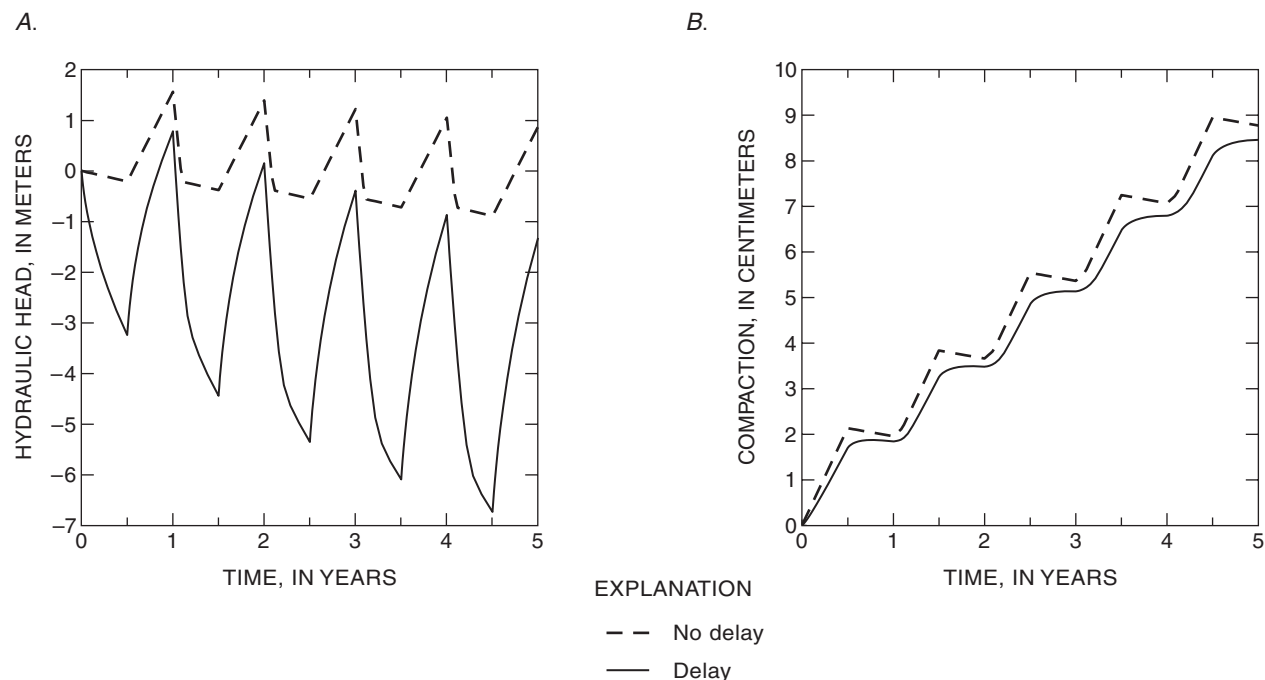 A.
2
1
0
–1
–2
–3
–4
–5
–6
–7
HYDRAULIC HEAD, IN METERS
0 1 2 3 4 5
TIME, IN YEARS
B.
10
9
8
7
6
5
4
3
2
1
0
COMPACTION, IN CENTIMETERS
0 1 2 3 4 5
TIME, IN YEARS
EXPLANATION
No delay
Delay